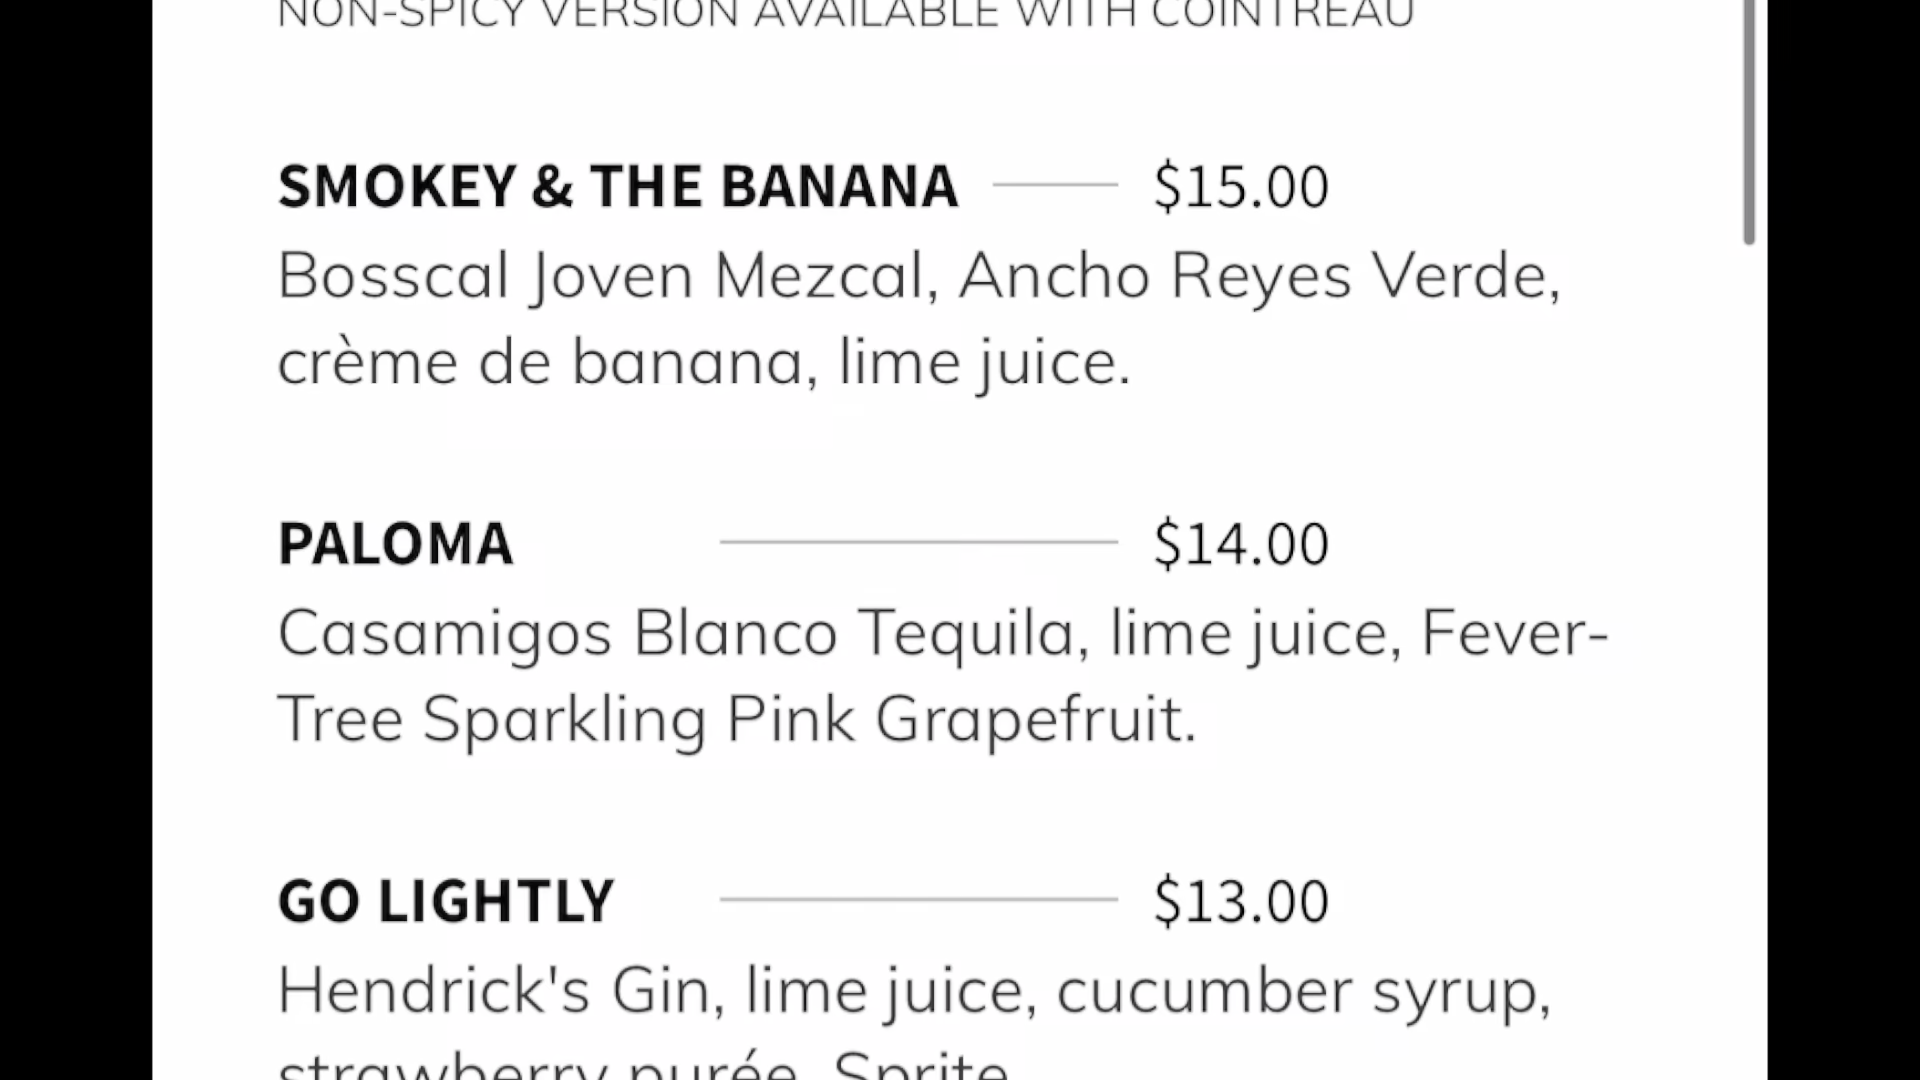 NON-SPICY VERSION AVAILABLE WITH COINTREAU
SMOKEY & THE BANANA $15.00
Bosscal Joven Mezcal, Ancho Reyes Verde,
crème de banana, lime juice.
PALOMA $14.00
Casamigos Blanco Tequila, lime juice, Fever-
Tree Sparkling Pink Grapefruit.
GO LIGHTLY $13.00
Hendrick's Gin, lime juice, cucumber syrup,
strawberry purée, Sprite